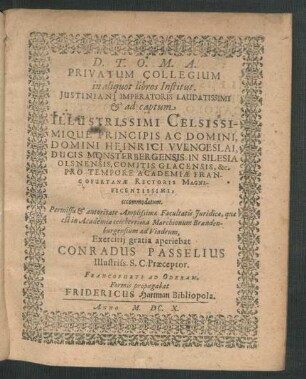 D. T. O. M. A.
PRIVATUM COLLEGIUM
in aliquot libros Institut.
JUSTINIANI IMPERATORIS LAUDATISSIMI
& ad captum
ILLUSTRISSIMI CELSISSI-
MIQUE PRINCIPIS AC DOMINI,
DOMINI HEINRICI VVENGESLAI,
DUCIS MONSTERBERGENSIS IN SILESIA
OLSNENSIS, COMITIS GLACENSIS, &c.
PRO TEMPORE ACADEMIÆ FRAN-
COFURTANÆ RECTORIS MAGNI-
FICENTISSIMI,
accommodatum.
Permissu & autoritate Amplissimæ Facultatis Juridicæ, quæ
est in Academia celeberrima Marchionum Branden-
burgensium ad Viadrum,
Exercitij gratia aperiebat
CONRADUS PASSELIUS
Illustriss. S. C. Præceptor.
FRANCOFURTI AD ODERAM,
Formis propagabat
FRIDERICUS Hartman Bibliopola.
ANNO M. DC. X.